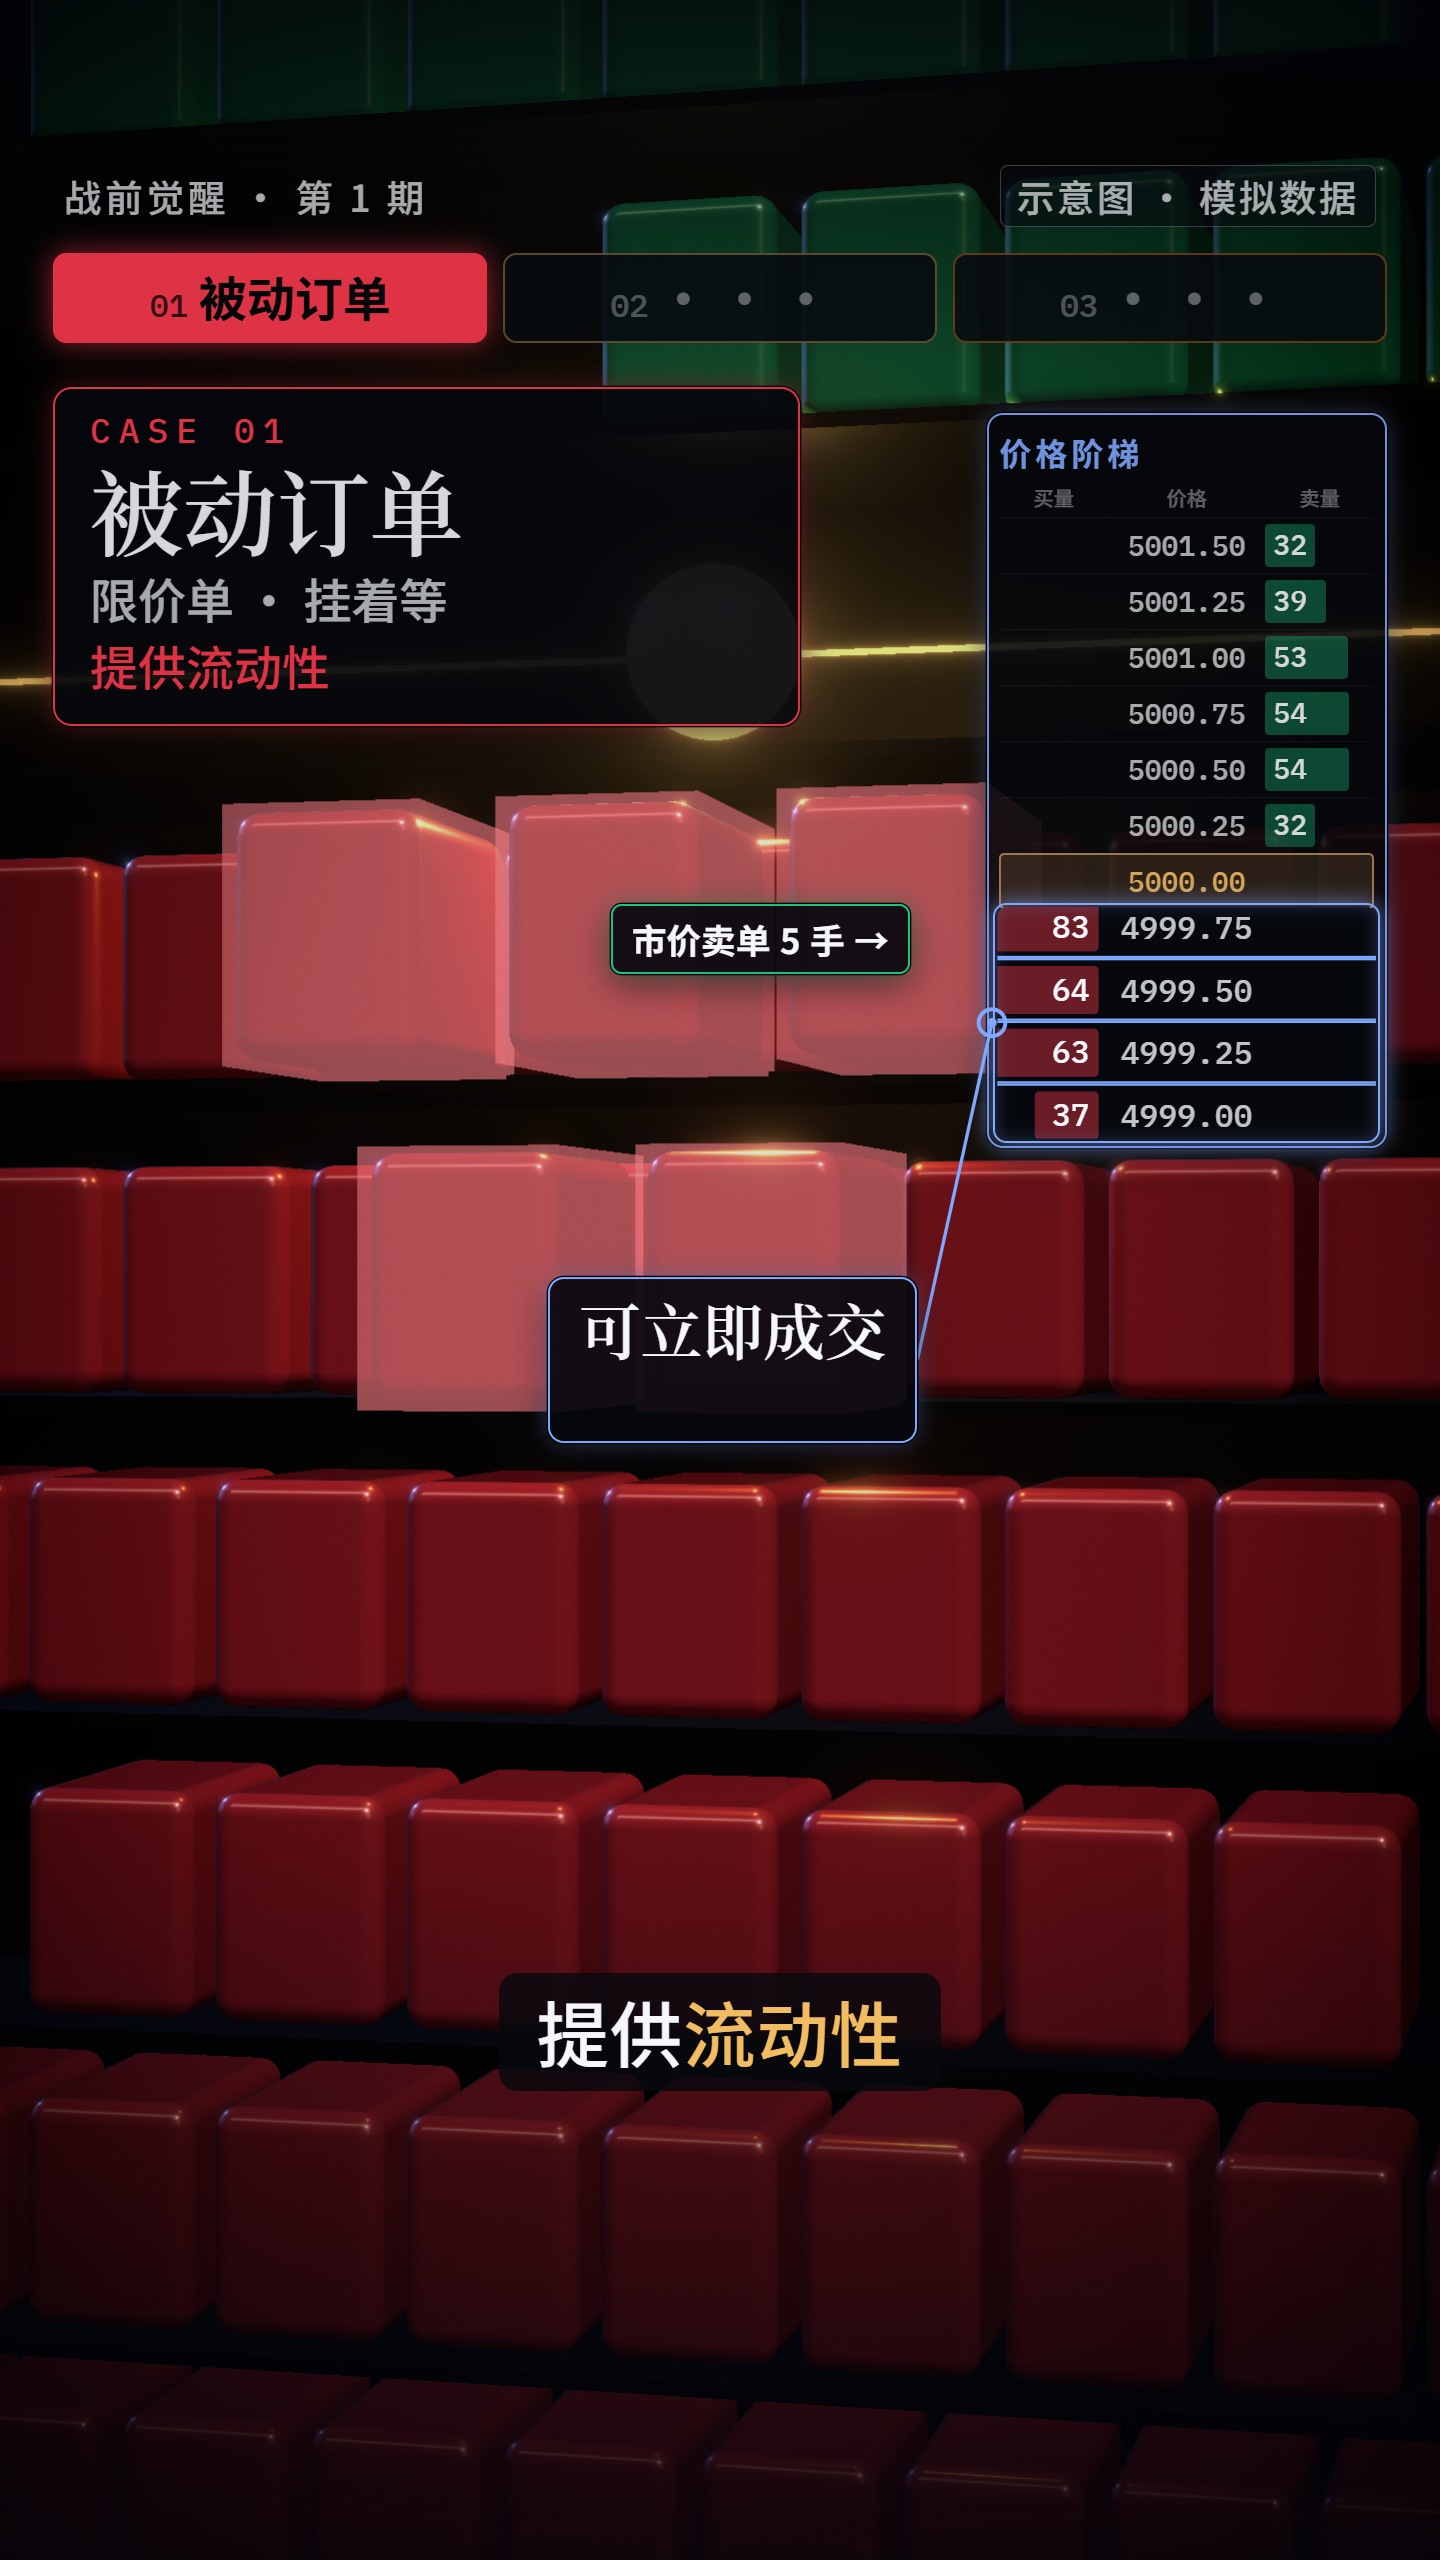 战前觉醒 · 第 1 期
示意图 · 模拟数据
01 被动订单
02 • • •
03 • • •
CASE 01
被动订单
限价单 · 挂着等
提供流动性
价格阶梯
买量 价格 卖量
5001.50 32
5001.25 39
5001.00 53
5000.75 54
5000.50 54
5000.25 32
5000.00
83 4999.75
64 4999.50
63 4999.25
37 4999.00
市价卖单 5 手 →
可立即成交
提供流动性